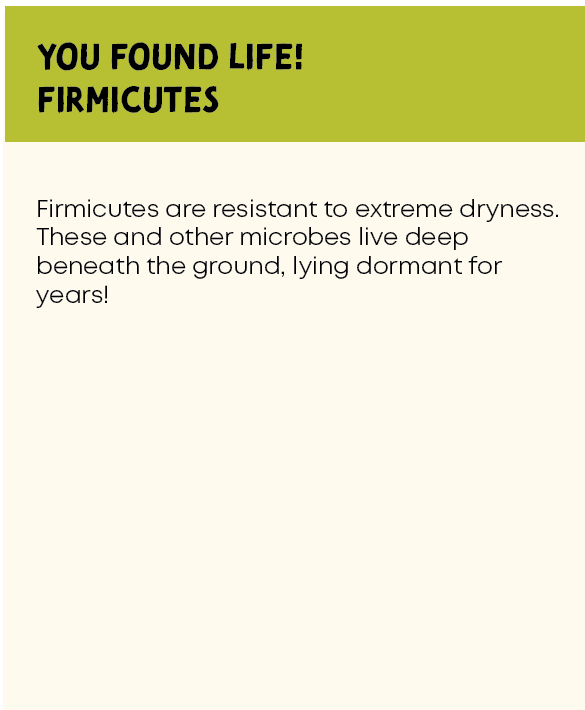 YOU FOUND LIFE!
FIRMICUTES
Firmicutes are resistant to extreme dryness.
These and other microbes live deep
beneath the ground, lying dormant for
years!